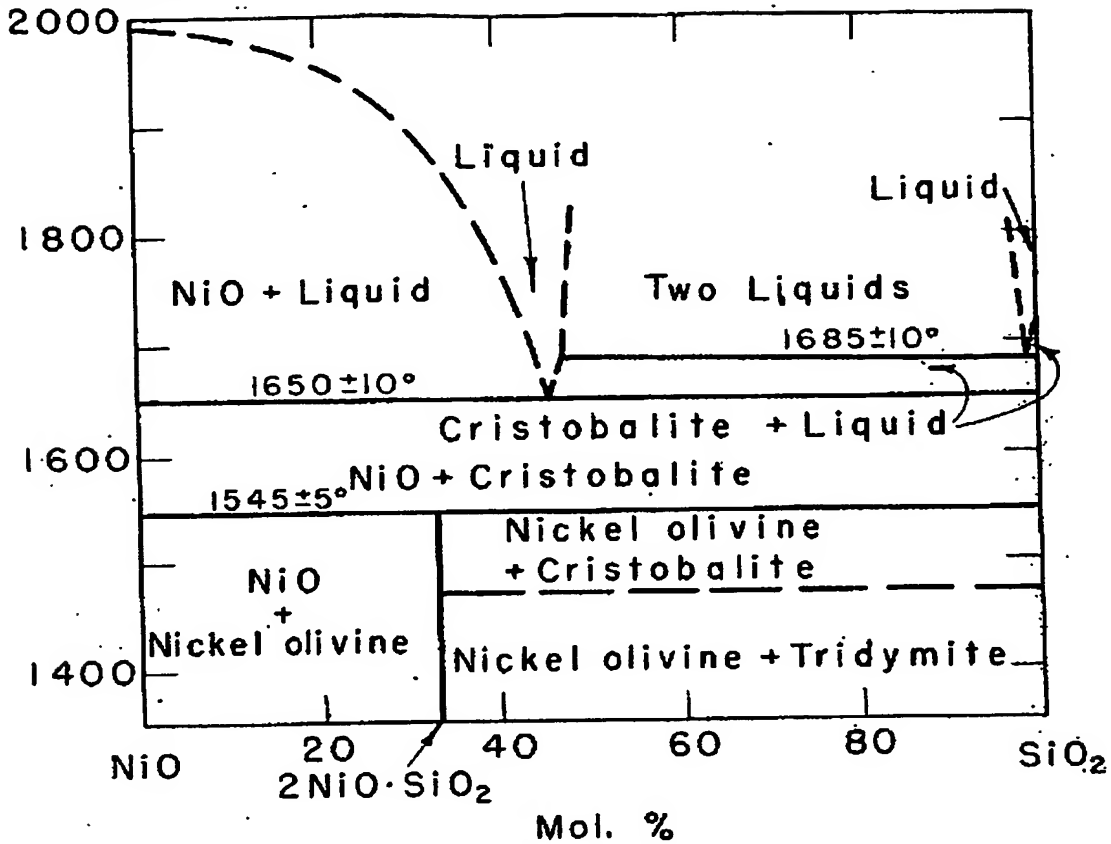 2000
Liquid
Liquid
1800
NiO + Liquid
Two Liquids
1685±10°
1650±10°
Cristobalite + Liquid
1600
NiO + Cristobalite
1545±5°
Nickel olivine
+ Cristobalite
NiO
+
Nickel olivine
Nickel olivine + Tridymite
1400
20
40
60
80
NiO
SiO₂
2NiO·SiO₂
Mol. %